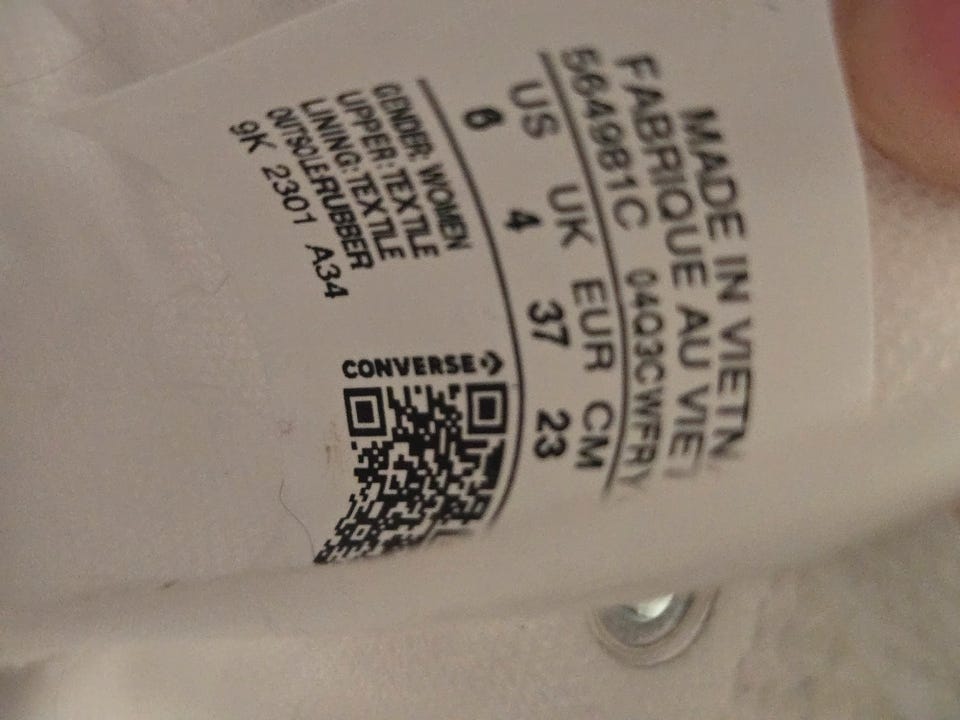 MADE IN VIETN
FABRIQUE AU VIET
564981C 04Q3CWFRY
US UK EUR CM
6 4 37 23
GENDER: WOMEN
UPPER: TEXTILE
LINING: TEXTILE
OUTSOLE:RUBBER
9K 2301 A34
CONVERSE